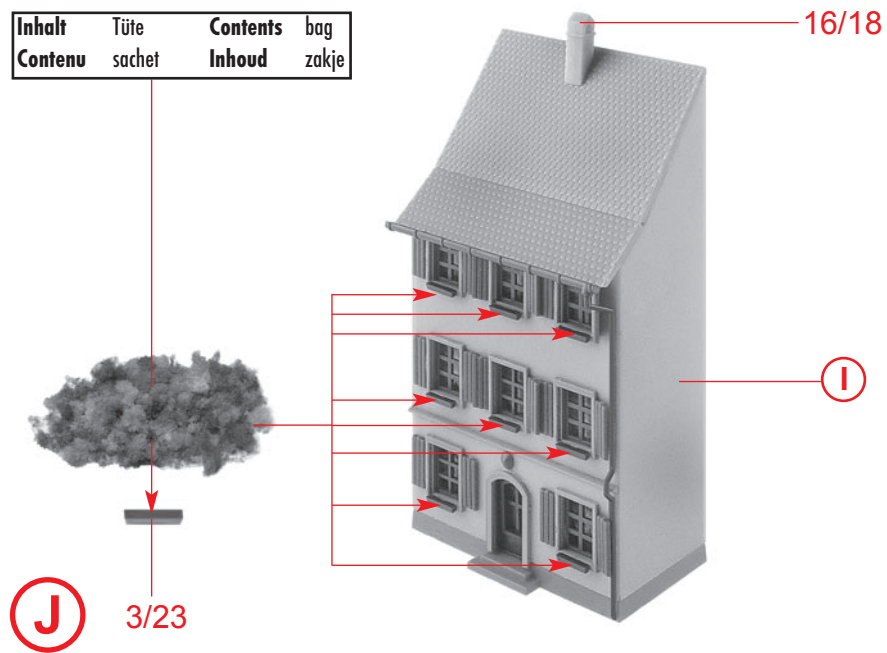 Inhalt Tüte Contents bag
Contenu sachet Inhoud zakje
16/18
I
J
3/23